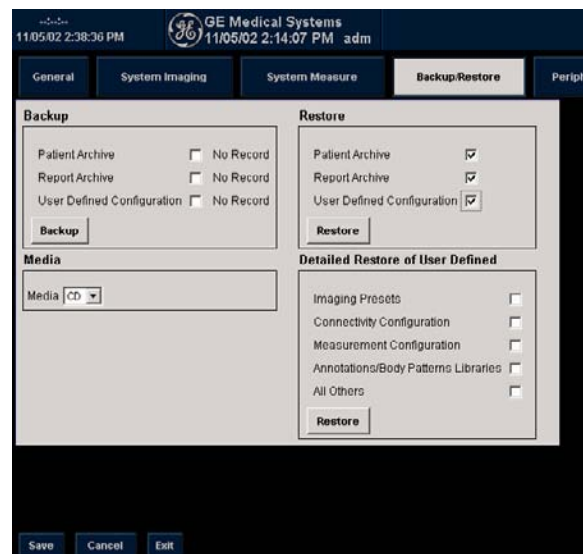 --:--:--
11/05/02 2:38:36 PM
GE Medical Systems
11/05/02 2:14:07 PM adm
General
System Imaging
System Measure
Backup/Restore
Periph
Backup
Patient Archive No Record
Report Archive No Record
User Defined Configuration No Record
Backup
Media
Media CD
Restore
Patient Archive
Report Archive
User Defined Configuration
Restore
Detailed Restore of User Defined
Imaging Presets
Connectivity Configuration
Measurement Configuration
Annotations/Body Patterns Libraries
All Others
Restore
Save
Cancel
Exit